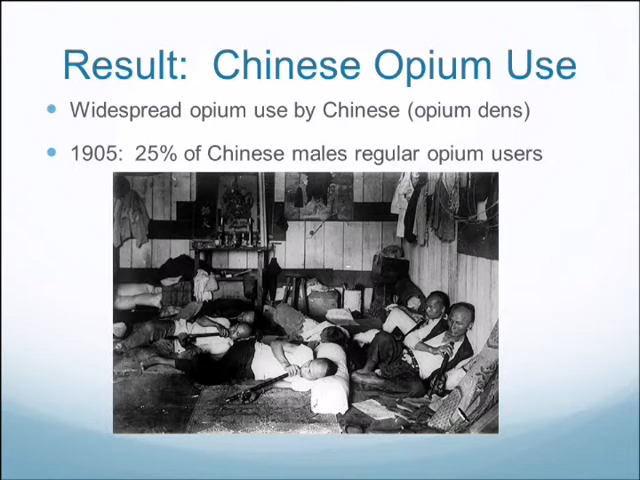 Result: Chinese Opium Use
Widespread opium use by Chinese (opium dens)
1905: 25% of Chinese males regular opium users